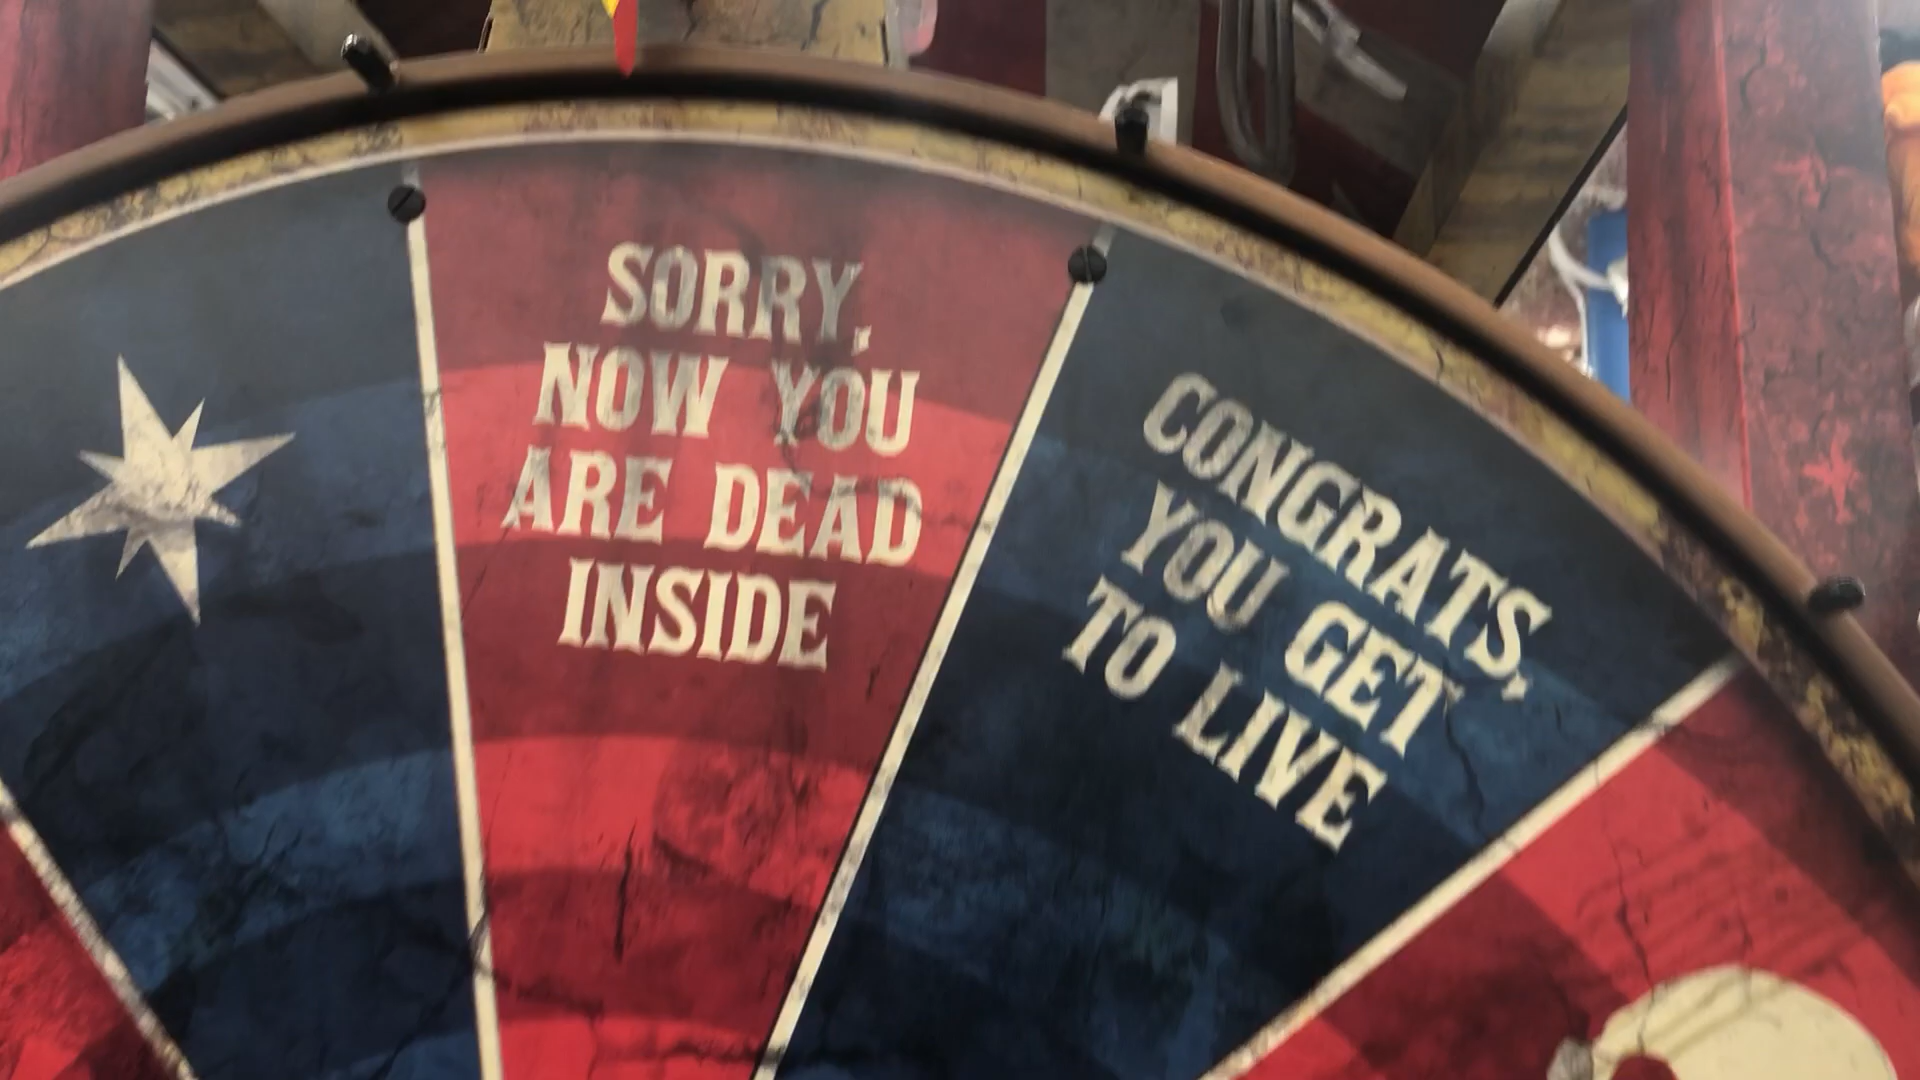 SORRY,
NOW YOU
ARE DEAD
INSIDE
CONGRATS,
YOU GET
TO LIVE